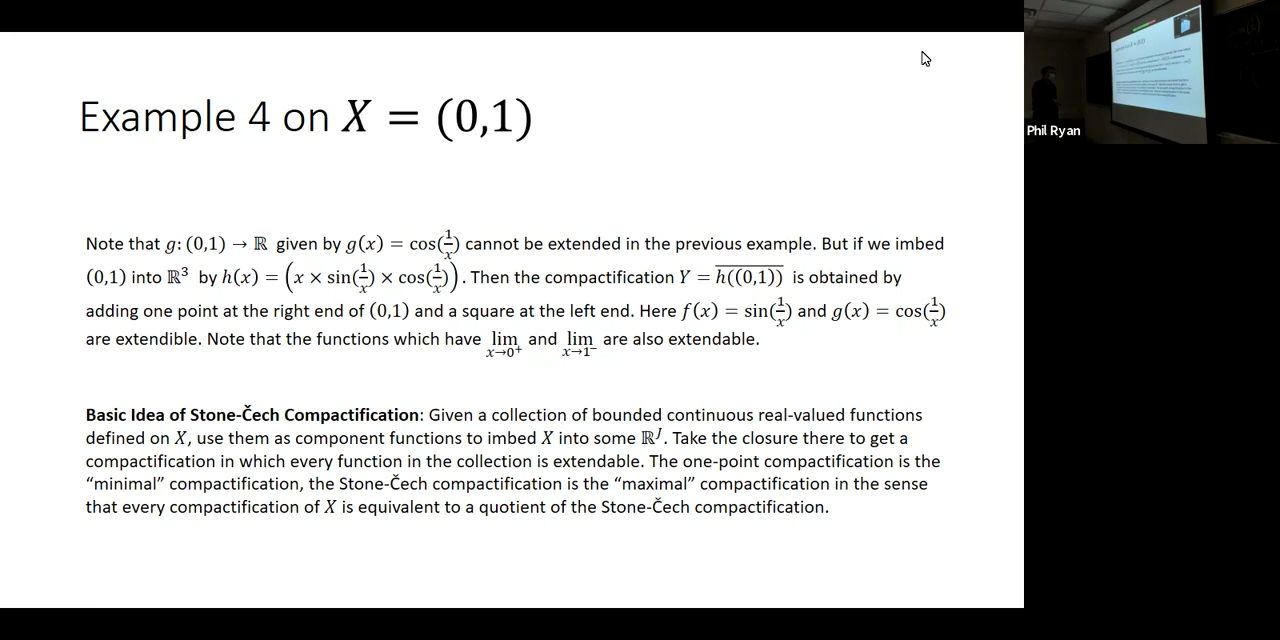 Example 4 on X = (0,1)
Note that g: (0,1) → ℝ given by g(x) = cos(1/x) cannot be extended in the previous example. But if we imbed
(0,1) into ℝ³ by h(x) = (x × sin(1/x) × cos(1/x)). Then the compactification Y = \overline{h((0,1))} is obtained by
adding one point at the right end of (0,1) and a square at the left end. Here f(x) = sin(1/x) and g(x) = cos(1/x)
are extendible. Note that the functions which have lim x→0⁺ and lim x→1⁻ are also extendable.
Basic Idea of Stone-Čech Compactification: Given a collection of bounded continuous real-valued functions
defined on X, use them as component functions to imbed X into some ℝᴶ. Take the closure there to get a
compactification in which every function in the collection is extendable. The one-point compactification is the
“minimal” compactification, the Stone-Čech compactification is the “maximal” compactification in the sense
that every compactification of X is equivalent to a quotient of the Stone-Čech compactification.
Phil Ryan